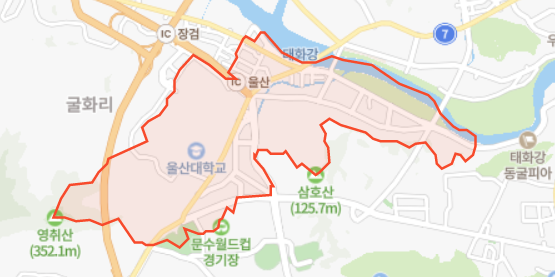 IC 장검
태화강
7
우
굴화리
IC 울산
울산대학교
태화강
동굴피아
삼호산
(125.7m)
영취산
(352.1m)
문수월드컵
경기장